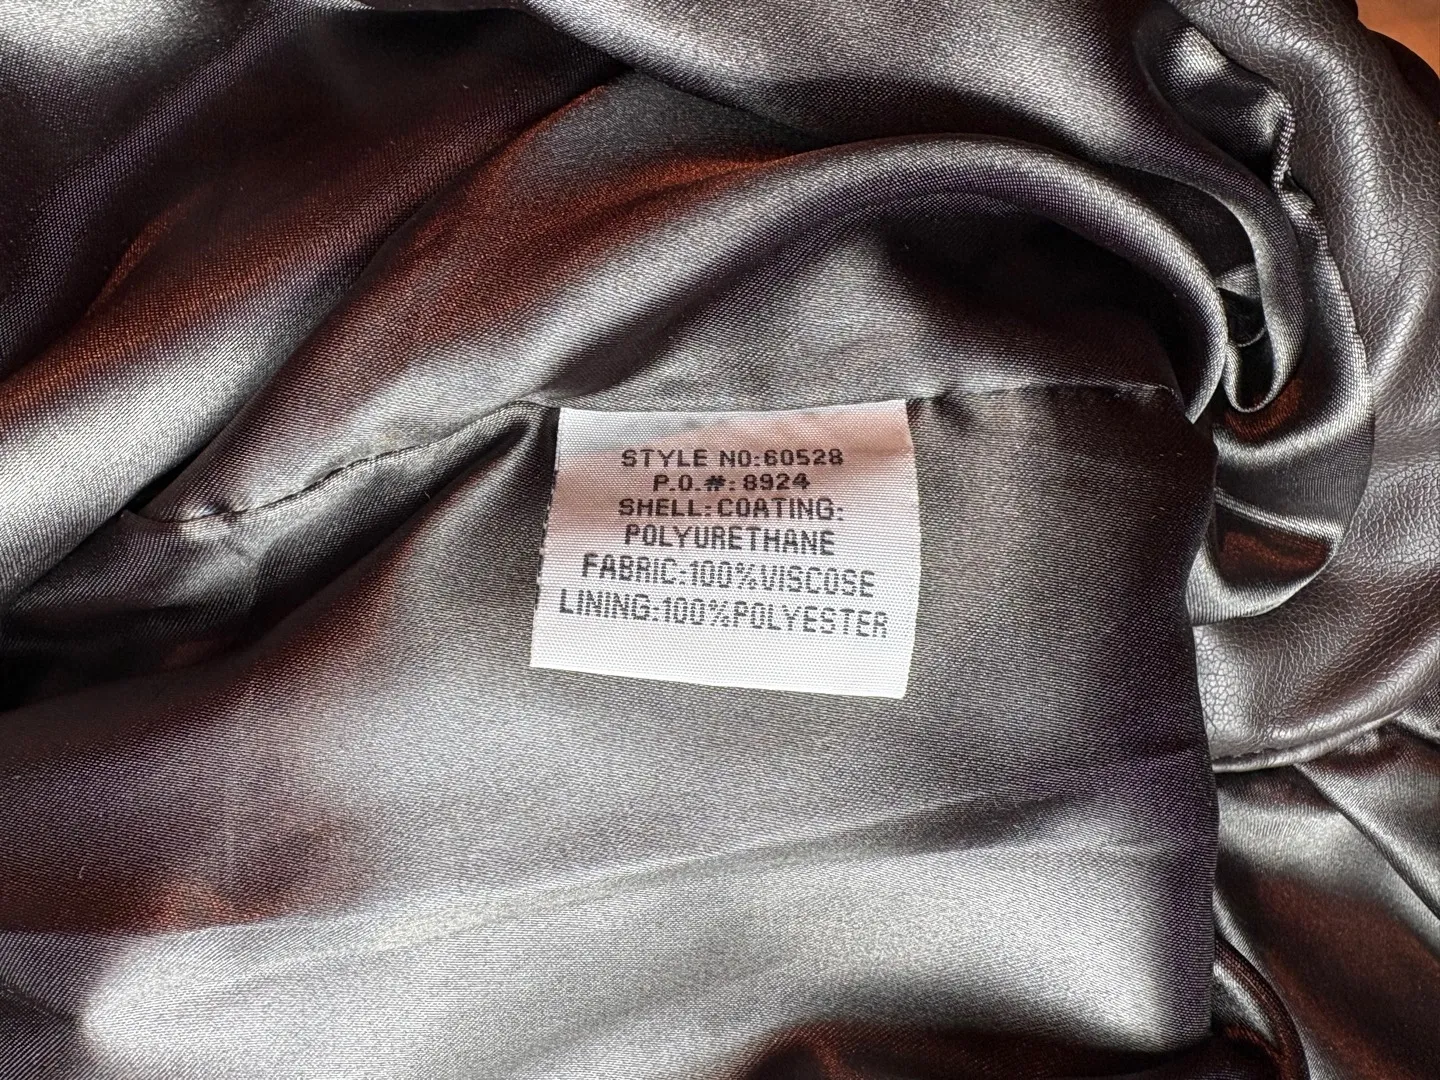 STYLE NO:60528
P.O.#:8924
SHELL:COATING:
POLYURETHANE
FABRIC:100%VISCOSE
LINING:100%POLYESTER